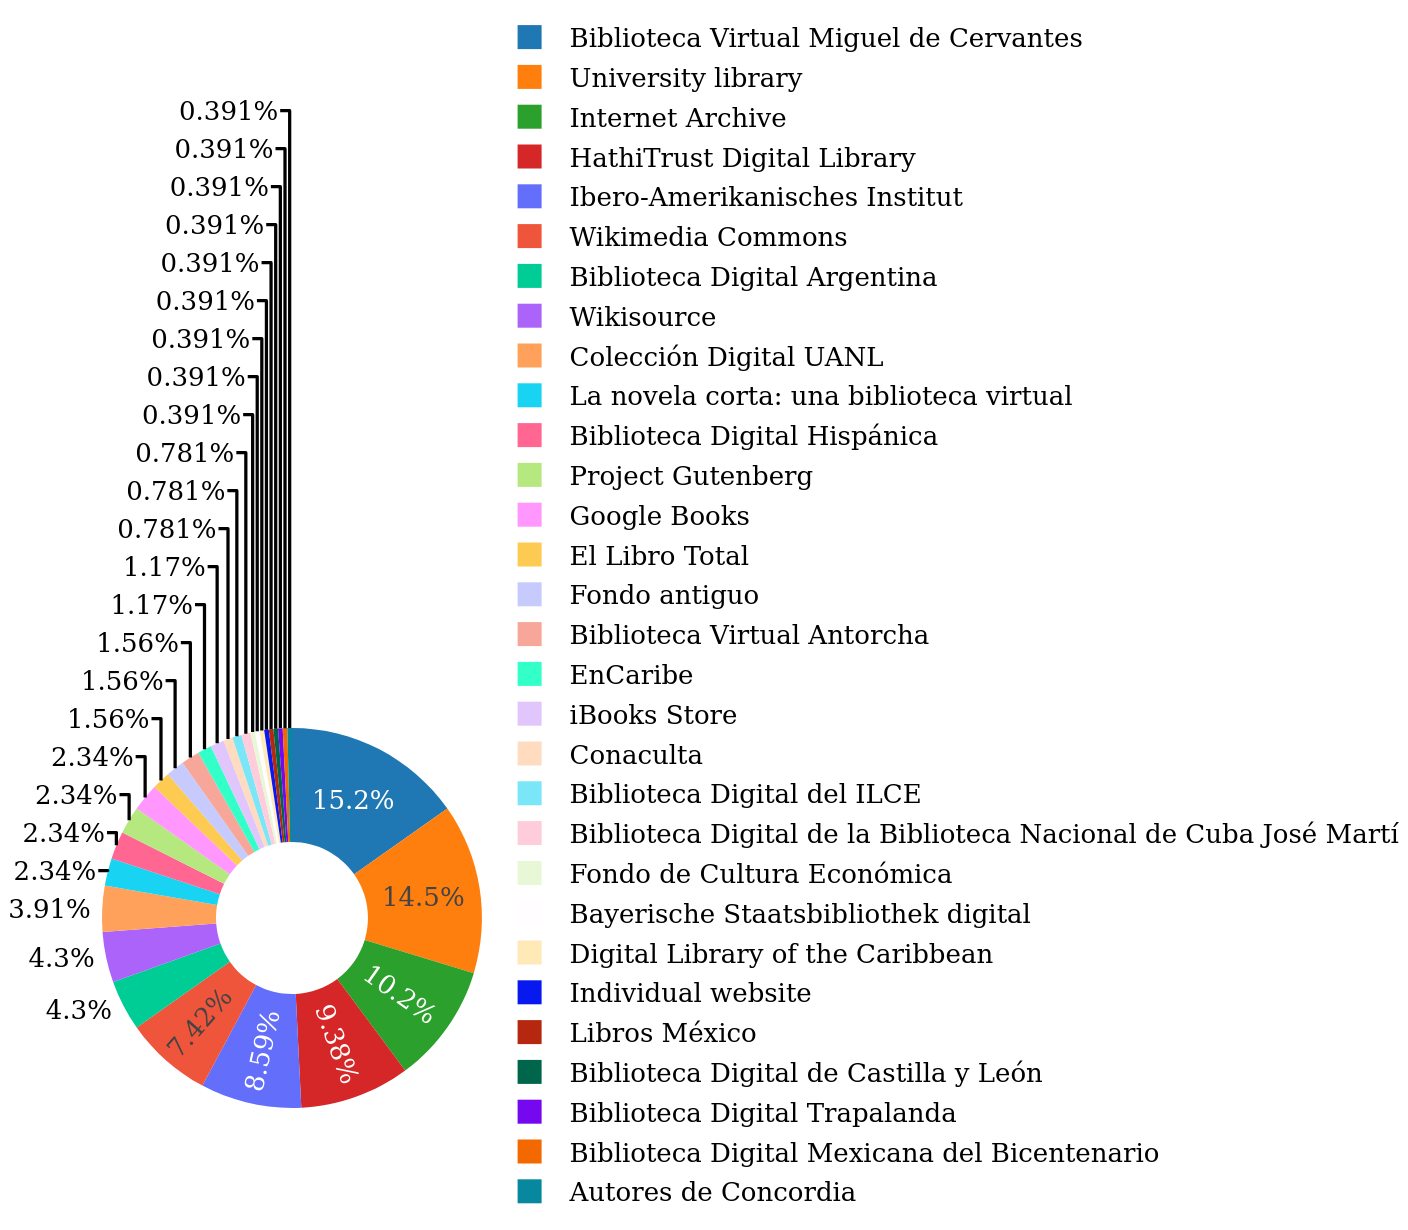 0.391%
0.391%
0.391%
0.391%
0.391%
0.391%
0.391%
0.391%
0.391%
0.781%
0.781%
0.781%
1.17%
1.17%
1.56%
1.56%
1.56%
2.34%
2.34%
2.34%
2.34%
3.91%
4.3%
4.3%
15.2%
14.5%
10.2%
9.38%
8.59%
7.42%
Biblioteca Virtual Miguel de Cervantes
University library
Internet Archive
HathiTrust Digital Library
Ibero-Amerikanisches Institut
Wikimedia Commons
Biblioteca Digital Argentina
Wikisource
Colección Digital UANL
La novela corta: una biblioteca virtual
Biblioteca Digital Hispánica
Project Gutenberg
Google Books
El Libro Total
Fondo antiguo
Biblioteca Virtual Antorcha
EnCaribe
iBooks Store
Conaculta
Biblioteca Digital del ILCE
Biblioteca Digital de la Biblioteca Nacional de Cuba José Martí
Fondo de Cultura Económica
Bayerische Staatsbibliothek digital
Digital Library of the Caribbean
Individual website
Libros México
Biblioteca Digital de Castilla y León
Biblioteca Digital Trapalanda
Biblioteca Digital Mexicana del Bicentenario
Autores de Concordia